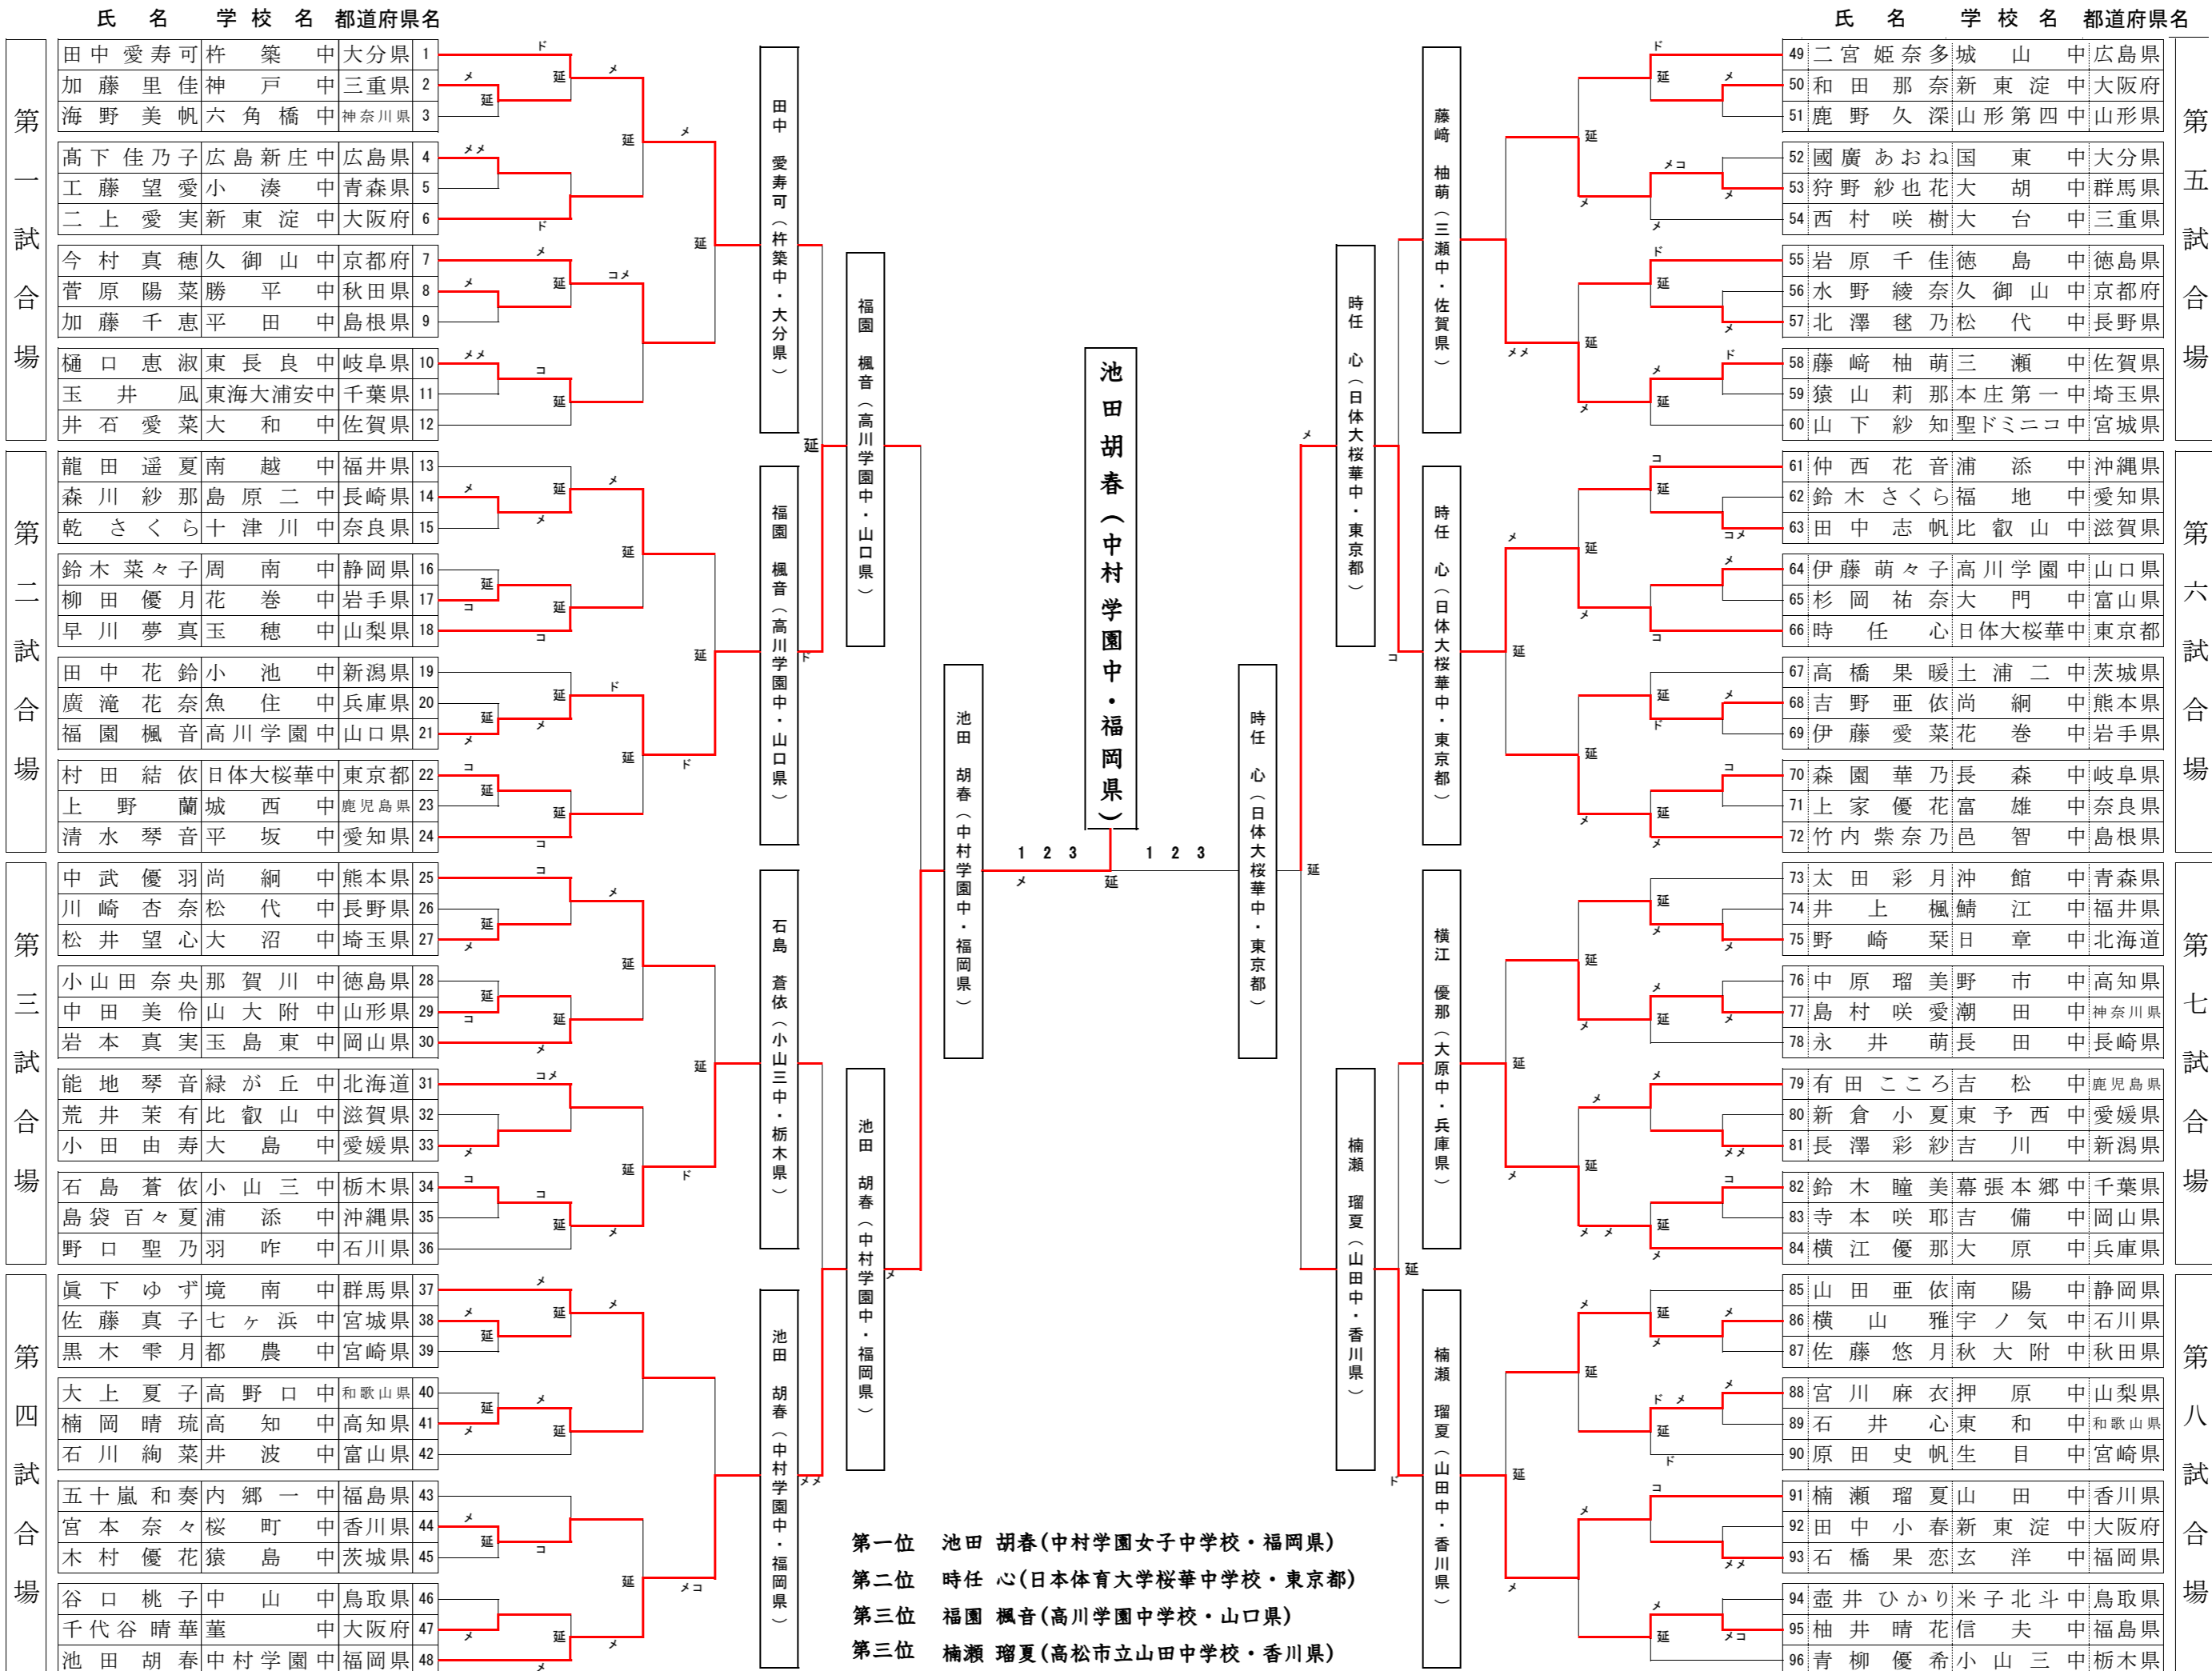 氏名 学校名 都道府県名
第一試合場
田中愛寿可 杵築中 大分県 1
加藤里佳 神戸中 三重県 2
海野美帆 六角橋中 神奈川県 3
髙下佳乃子 広島新庄中 広島県 4
工藤望愛 小湊中 青森県 5
二上愛実 新東淀中 大阪府 6
今村真穂 久御山中 京都府 7
菅原陽菜 勝平中 秋田県 8
加藤千恵 平田中 島根県 9
樋口恵淑 東長良中 岐阜県 10
玉井凪 東海大浦安中 千葉県 11
井石愛菜 大和中 佐賀県 12
第二試合場
龍田遥夏 南越中 福井県 13
森川紗那 島原二中 長崎県 14
乾さくら 十津川中 奈良県 15
鈴木菜々子 周南中 静岡県 16
柳田優月 花巻中 岩手県 17
早川夢真 玉穂中 山梨県 18
田中花鈴 小池中 新潟県 19
廣滝花奈 魚住中 兵庫県 20
福園楓音 高川学園中 山口県 21
村田結依 日体大桜華中 東京都 22
上野蘭 城西中 鹿児島県 23
清水琴音 平坂中 愛知県 24
第三試合場
中武優羽 尚絅中 熊本県 25
川崎杏奈 松代中 長野県 26
松井望心 大沼中 埼玉県 27
小山田奈央 那賀川中 徳島県 28
中田美伶 山大附中 山形県 29
岩本真実 玉島東中 岡山県 30
能地琴音 緑が丘中 北海道 31
荒井茉有 比叡山中 滋賀県 32
小田由寿 大島中 愛媛県 33
石島蒼依 小山三中 栃木県 34
島袋百々夏 浦添中 沖縄県 35
野口聖乃 羽咋中 石川県 36
第四試合場
眞下ゆず 境南中 群馬県 37
佐藤真子 七ヶ浜中 宮城県 38
黒木雫月 都農中 宮崎県 39
大上夏子 高野口中 和歌山県 40
楠岡晴琉 高知中 高知県 41
石川絢菜 井波中 富山県 42
五十嵐和奏 内郷一中 福島県 43
宮本奈々 桜町中 香川県 44
木村優花 猿島中 茨城県 45
谷口桃子 中山中 鳥取県 46
千代谷晴華 菫中 大阪府 47
池田胡春 中村学園中 福岡県 48
田中 愛寿可(杵築中・大分県)
福園 楓音(高川学園中・山口県)
石島 蒼依(小山三中・栃木県)
池田 胡春(中村学園中・福岡県)
福園 楓音(高川学園中・山口県)
池田 胡春(中村学園中・福岡県)
池田 胡春(中村学園中・福岡県)
池田胡春(中村学園中・福岡県)
1 2 3 1 2 3
メ 延
時任 心(日体大桜華中・東京都)
時任 心(日体大桜華中・東京都)
楠瀬 瑠夏(山田中・香川県)
藤﨑 柚萌(三瀬中・佐賀県)
時任 心(日体大桜華中・東京都)
横江 優那(大原中・兵庫県)
楠瀬 瑠夏(山田中・香川県)
第一位 池田 胡春(中村学園女子中学校・福岡県)
第二位 時任 心(日本体育大学桜華中学校・東京都)
第三位 福園 楓音(高川学園中学校・山口県)
第三位 楠瀬 瑠夏(高松市立山田中学校・香川県)
氏名 学校名 都道府県名
第五試合場
49 二宮姫奈多 城山中 広島県
50 和田那奈 新東淀中 大阪府
51 鹿野久深 山形第四中 山形県
52 國廣あおね 国東中 大分県
53 狩野紗也花 大胡中 群馬県
54 西村咲樹 大台中 三重県
55 岩原千佳 徳島中 徳島県
56 水野綾奈 久御山中 京都府
57 北澤毬乃 松代中 長野県
58 藤﨑柚萌 三瀬中 佐賀県
59 猿山莉那 本庄第一中 埼玉県
60 山下紗知 聖ドミニコ中 宮城県
第六試合場
61 仲西花音 浦添中 沖縄県
62 鈴木さくら 福地中 愛知県
63 田中志帆 比叡山中 滋賀県
64 伊藤萌々子 高川学園中 山口県
65 杉岡祐奈 大門中 富山県
66 時任心 日体大桜華中 東京都
67 高橋果暖 土浦二中 茨城県
68 吉野亜依 尚絅中 熊本県
69 伊藤愛菜 花巻中 岩手県
70 森園華乃 長森中 岐阜県
71 上家優花 富雄中 奈良県
72 竹内紫奈乃 邑智中 島根県
第七試合場
73 太田彩月 沖館中 青森県
74 井上楓 鯖江中 福井県
75 野崎栞 日章中 北海道
76 中原瑠美 野市中 高知県
77 島村咲愛 潮田中 神奈川県
78 永井萌 長田中 長崎県
79 有田こころ 吉松中 鹿児島県
80 新倉小夏 東予西中 愛媛県
81 長澤彩紗 吉川中 新潟県
82 鈴木瞳美 幕張本郷中 千葉県
83 寺本咲耶 吉備中 岡山県
84 横江優那 大原中 兵庫県
第八試合場
85 山田亜依 南陽中 静岡県
86 横山雅 宇ノ気中 石川県
87 佐藤悠月 秋大附中 秋田県
88 宮川麻衣 押原中 山梨県
89 石井心 東和中 和歌山県
90 原田史帆 生目中 宮崎県
91 楠瀬瑠夏 山田中 香川県
92 田中小春 新東淀中 大阪府
93 石橋果恋 玄洋中 福岡県
94 壷井ひかり 米子北斗中 鳥取県
95 柚井晴花 信夫中 福島県
96 青柳優希 小山三中 栃木県